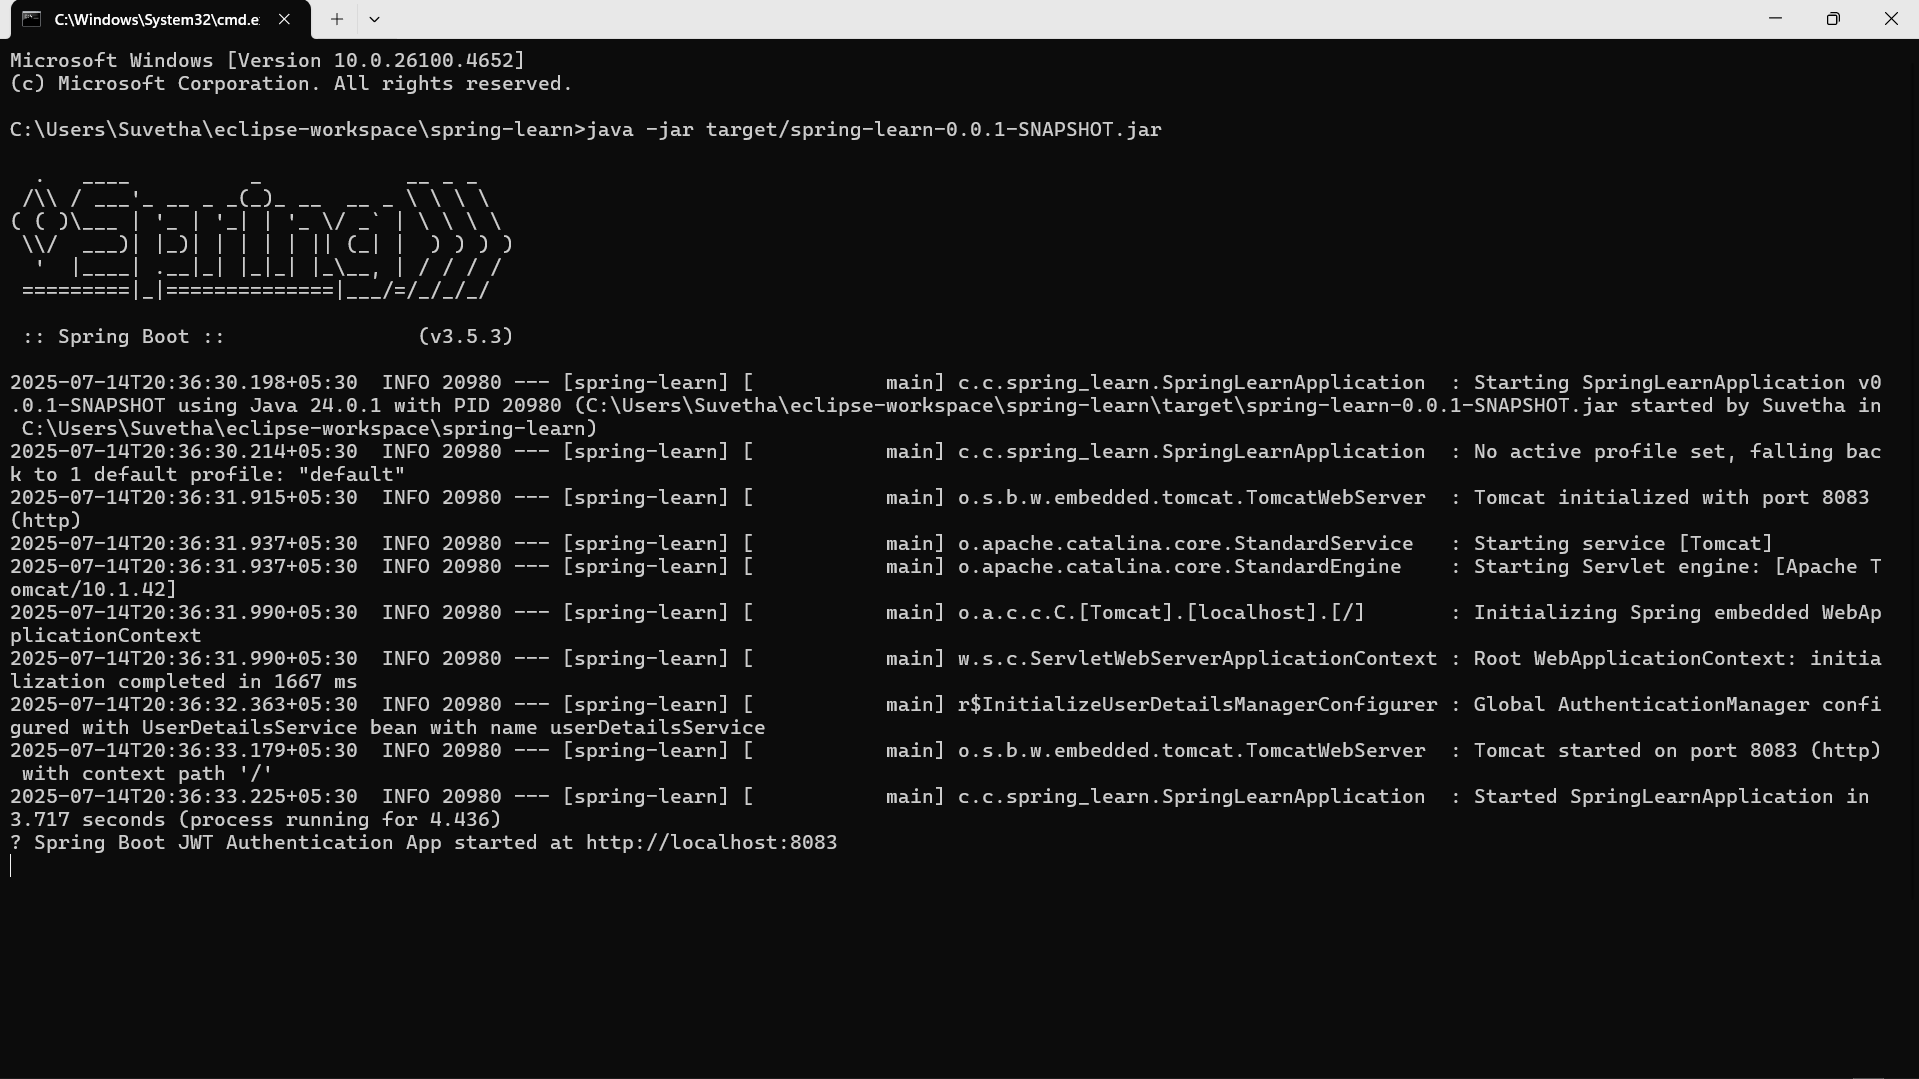 C:\Windows\System32\cmd.e
Microsoft Windows [Version 10.0.26100.4652]
(c) Microsoft Corporation. All rights reserved.
C:\Users\Suvetha\eclipse-workspace\spring-learn>java -jar target/spring-learn-0.0.1-SNAPSHOT.jar
  .   ____          _            __ _ _
 /\\ / ___'_ __ _ _(_)_ __  __ _ \ \ \ \
( ( )\___ | '_ | '_| | '_ \/ _` | \ \ \ \
 \\/  ___)| |_)| | | | | || (_| |  ) ) ) )
  '  |____| .__|_| |_|_| |_\__, | / / / /
 =========|_|==============|___/=/_/_/_/
 :: Spring Boot ::                (v3.5.3)
2025-07-14T20:36:30.198+05:30  INFO 20980 --- [spring-learn] [           main] c.c.spring_learn.SpringLearnApplication  : Starting SpringLearnApplication v0
.0.1-SNAPSHOT using Java 24.0.1 with PID 20980 (C:\Users\Suvetha\eclipse-workspace\spring-learn\target\spring-learn-0.0.1-SNAPSHOT.jar started by Suvetha in
 C:\Users\Suvetha\eclipse-workspace\spring-learn)
2025-07-14T20:36:30.214+05:30  INFO 20980 --- [spring-learn] [           main] c.c.spring_learn.SpringLearnApplication  : No active profile set, falling bac
k to 1 default profile: "default"
2025-07-14T20:36:31.915+05:30  INFO 20980 --- [spring-learn] [           main] o.s.b.w.embedded.tomcat.TomcatWebServer  : Tomcat initialized with port 8083
(http)
2025-07-14T20:36:31.937+05:30  INFO 20980 --- [spring-learn] [           main] o.apache.catalina.core.StandardService   : Starting service [Tomcat]
2025-07-14T20:36:31.937+05:30  INFO 20980 --- [spring-learn] [           main] o.apache.catalina.core.StandardEngine    : Starting Servlet engine: [Apache T
omcat/10.1.42]
2025-07-14T20:36:31.990+05:30  INFO 20980 --- [spring-learn] [           main] o.a.c.c.C.[Tomcat].[localhost].[/]       : Initializing Spring embedded WebAp
plicationContext
2025-07-14T20:36:31.990+05:30  INFO 20980 --- [spring-learn] [           main] w.s.c.ServletWebServerApplicationContext : Root WebApplicationContext: initia
lization completed in 1667 ms
2025-07-14T20:36:32.363+05:30  INFO 20980 --- [spring-learn] [           main] r$InitializeUserDetailsManagerConfigurer : Global AuthenticationManager confi
gured with UserDetailsService bean with name userDetailsService
2025-07-14T20:36:33.179+05:30  INFO 20980 --- [spring-learn] [           main] o.s.b.w.embedded.tomcat.TomcatWebServer  : Tomcat started on port 8083 (http)
 with context path '/'
2025-07-14T20:36:33.225+05:30  INFO 20980 --- [spring-learn] [           main] c.c.spring_learn.SpringLearnApplication  : Started SpringLearnApplication in
3.717 seconds (process running for 4.436)
? Spring Boot JWT Authentication App started at http://localhost:8083